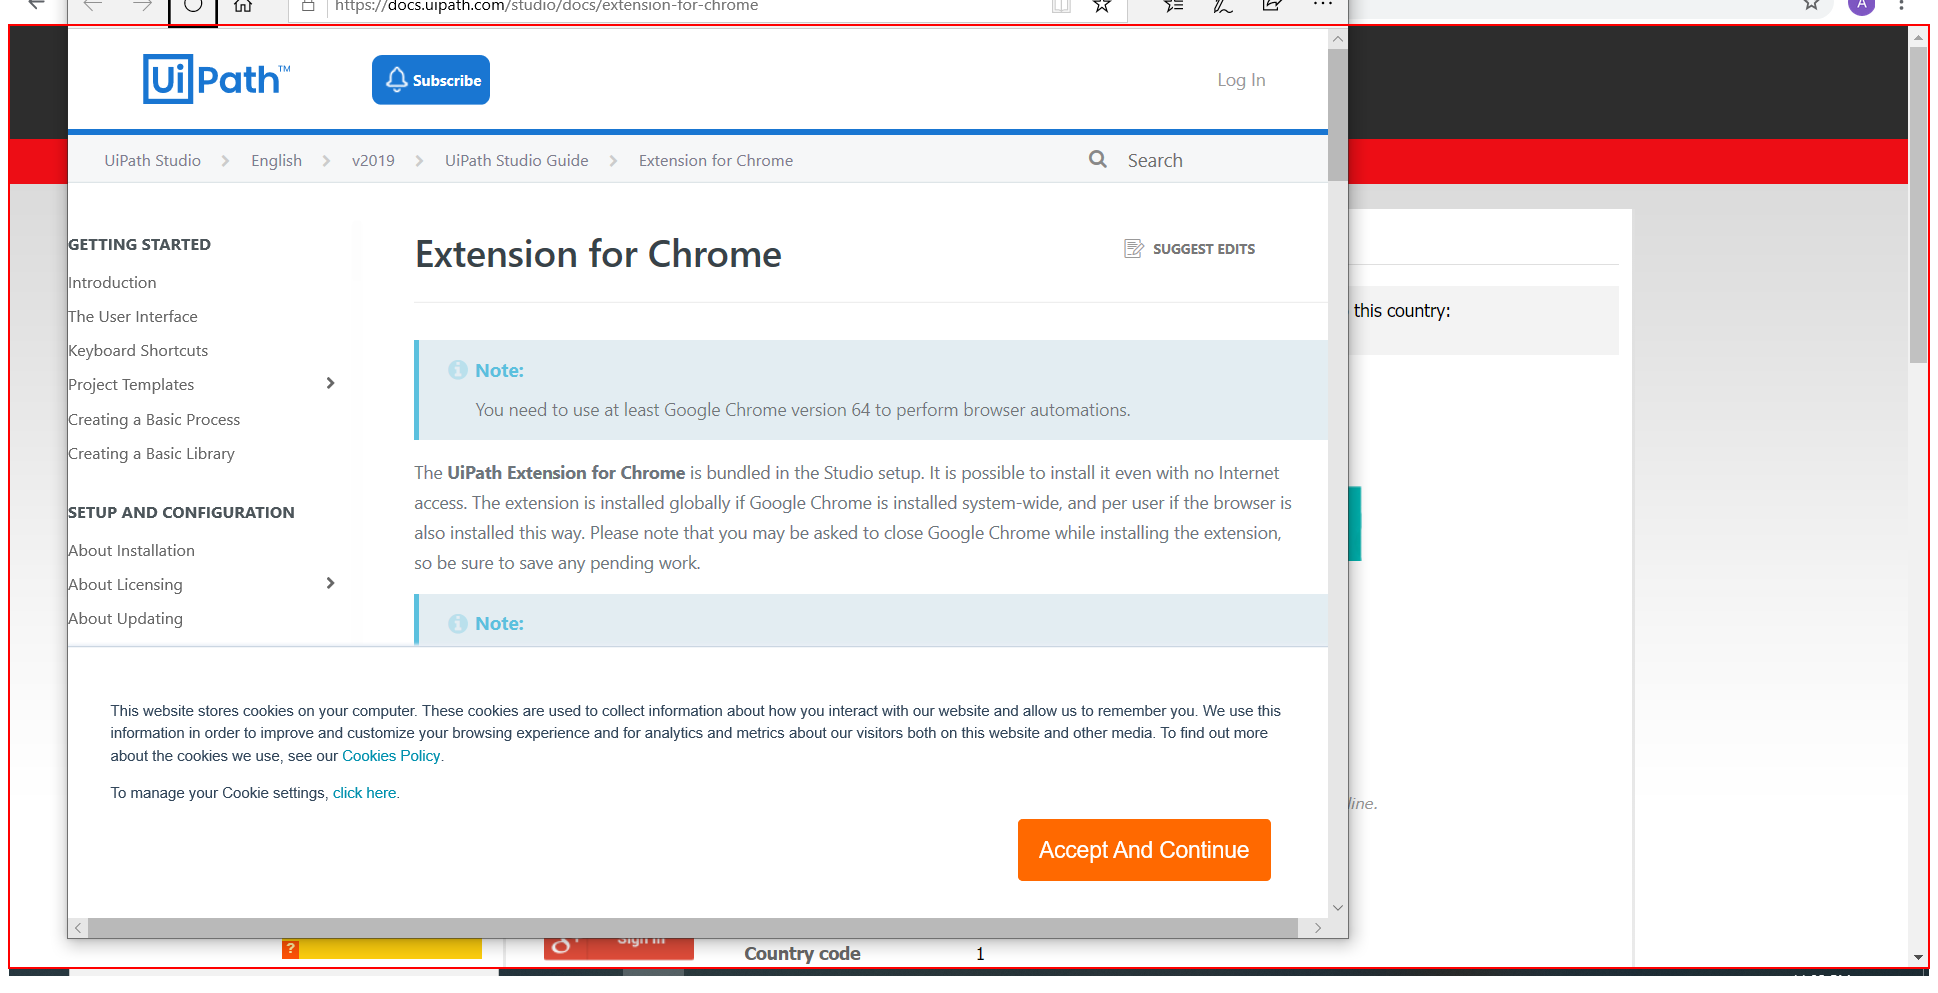 https://docs.uipath.com/studio/docs/extension-for-chrome
A
UiPath™
Subscribe
Log In
UiPath Studio > English > v2019 > UiPath Studio Guide > Extension for Chrome
Search
GETTING STARTED
Introduction
The User Interface
Keyboard Shortcuts
Project Templates
Creating a Basic Process
Creating a Basic Library
SETUP AND CONFIGURATION
About Installation
About Licensing
About Updating
Extension for Chrome
SUGGEST EDITS
Note:
You need to use at least Google Chrome version 64 to perform browser automations.
The UiPath Extension for Chrome is bundled in the Studio setup. It is possible to install it even with no Internet
access. The extension is installed globally if Google Chrome is installed system-wide, and per user if the browser is
also installed this way. Please note that you may be asked to close Google Chrome while installing the extension,
so be sure to save any pending work.
Note:
this country:
line.
This website stores cookies on your computer. These cookies are used to collect information about how you interact with our website and allow us to remember you. We use this
information in order to improve and customize your browsing experience and for analytics and metrics about our visitors both on this website and other media. To find out more
about the cookies we use, see our Cookies Policy.
To manage your Cookie settings, click here.
Accept And Continue
?
Sign in
Country code 1